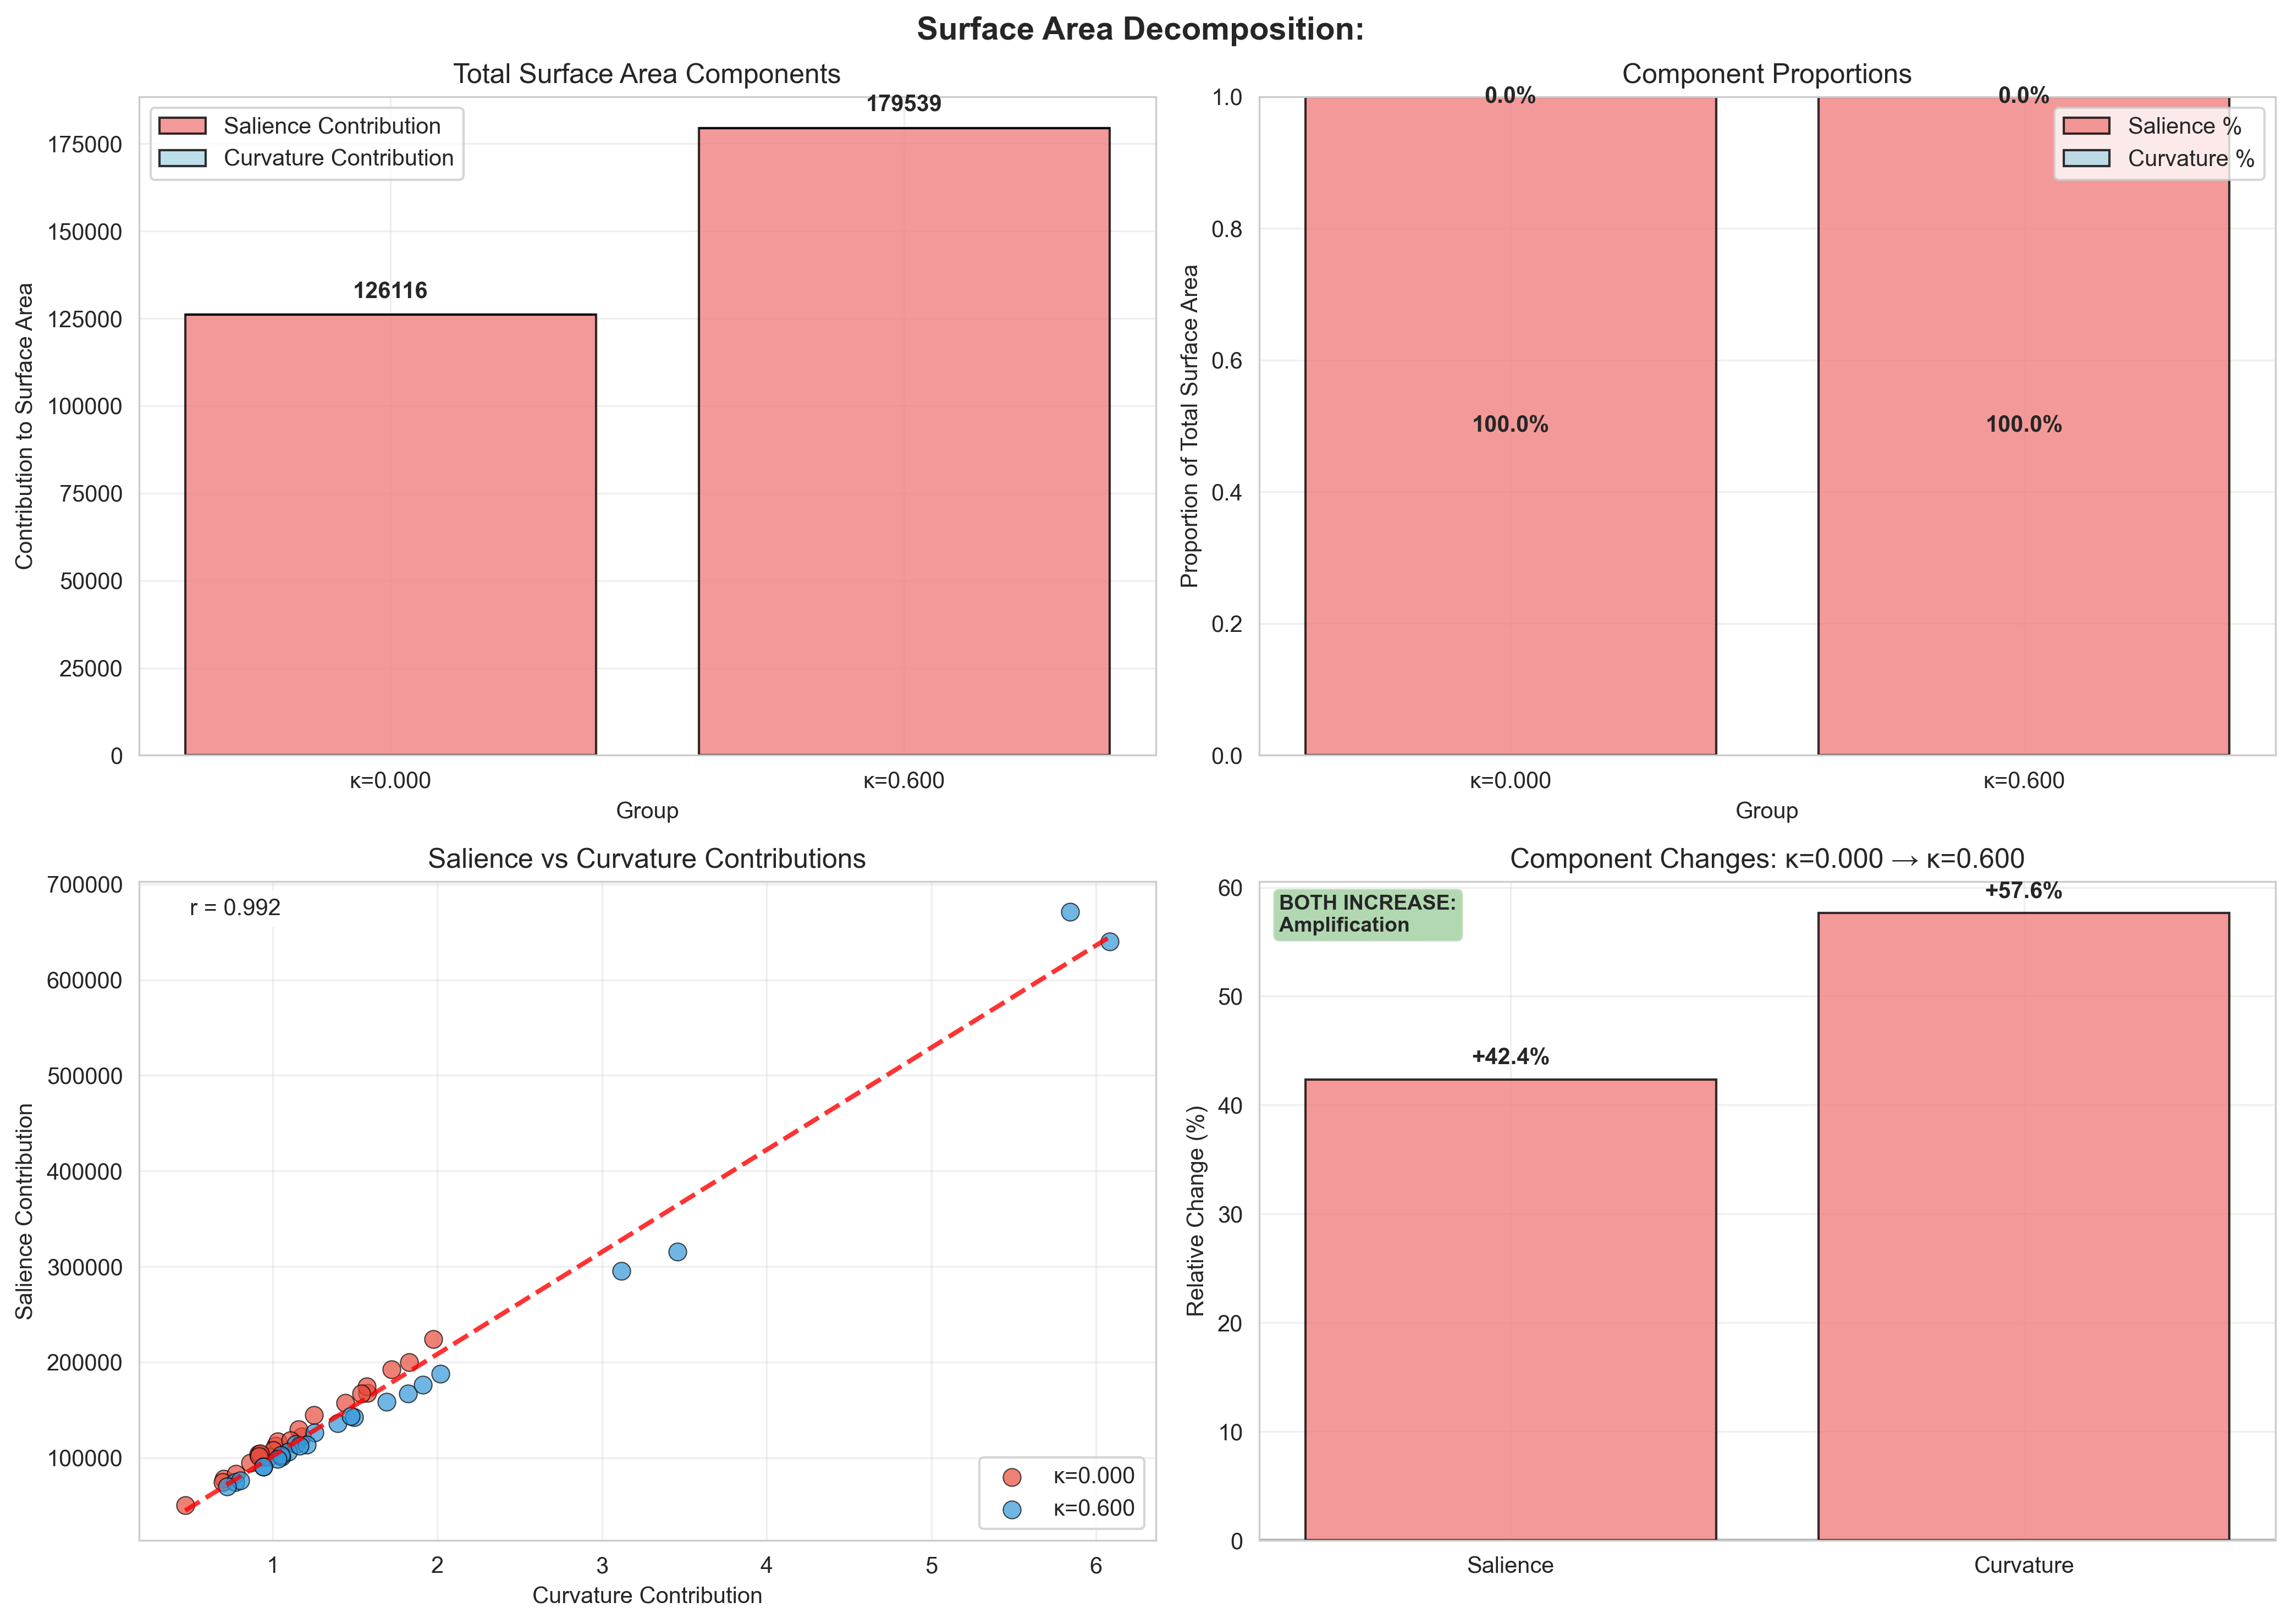 Surface Area Decomposition:
Total Surface Area Components
Contribution to Surface Area
175000
150000
125000
100000
75000
50000
25000
0
Salience Contribution
Curvature Contribution
126116
179539
κ=0.000
κ=0.600
Group
Component Proportions
Proportion of Total Surface Area
1.0
0.8
0.6
0.4
0.2
0.0
0.0%
0.0%
Salience %
Curvature %
100.0%
100.0%
κ=0.000
κ=0.600
Group
Salience vs Curvature Contributions
Salience Contribution
700000
600000
500000
400000
300000
200000
100000
r = 0.992
κ=0.000
κ=0.600
1
2
3
4
5
6
Curvature Contribution
Component Changes: κ=0.000 → κ=0.600
Relative Change (%)
60
50
40
30
20
10
0
BOTH INCREASE:
Amplification
+42.4%
+57.6%
Salience
Curvature